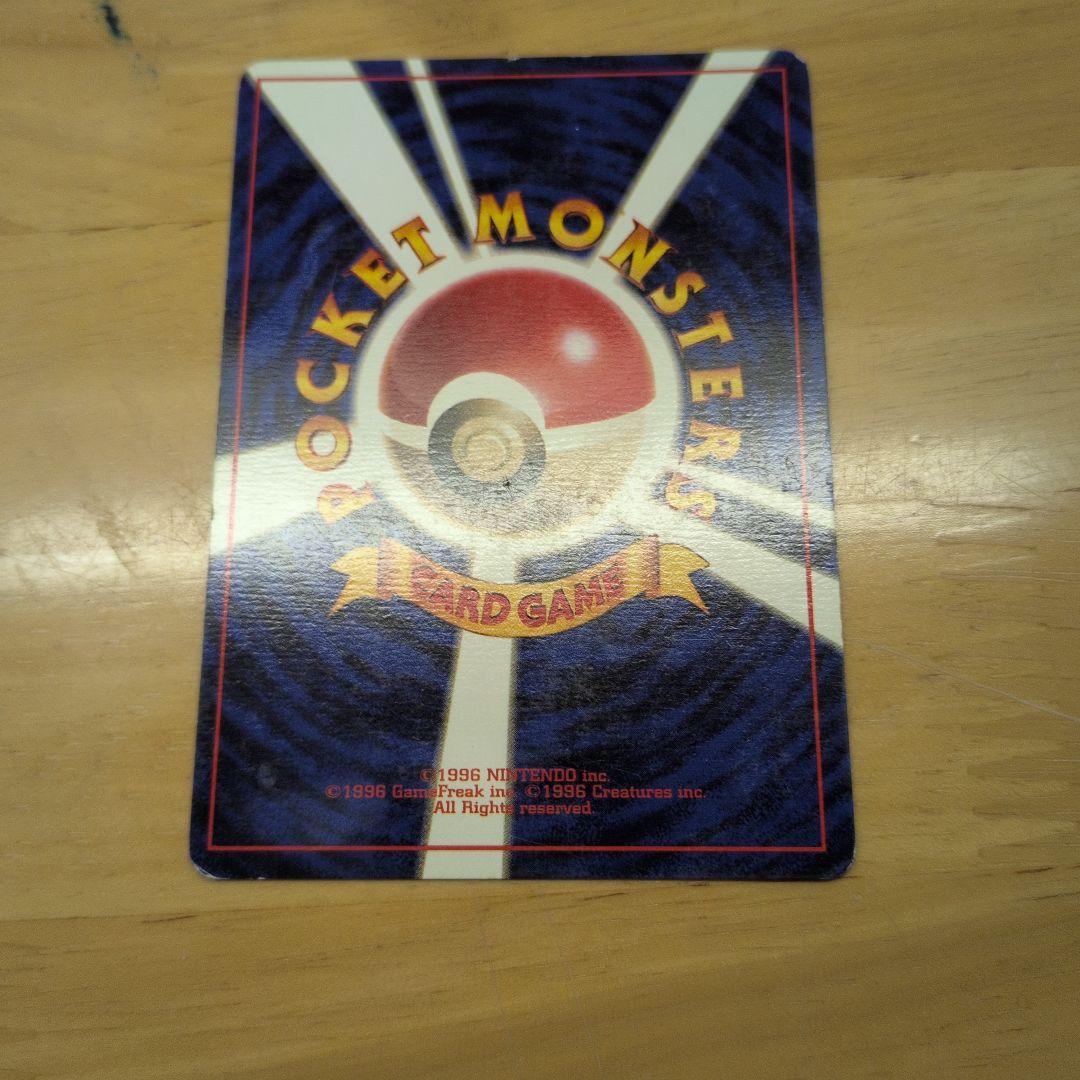 POCKET MONSTERS
CARD GAME
©1996 NINTENDO inc.
©1996 GameFreak inc. ©1996 Creatures inc.
All Rights reserved.